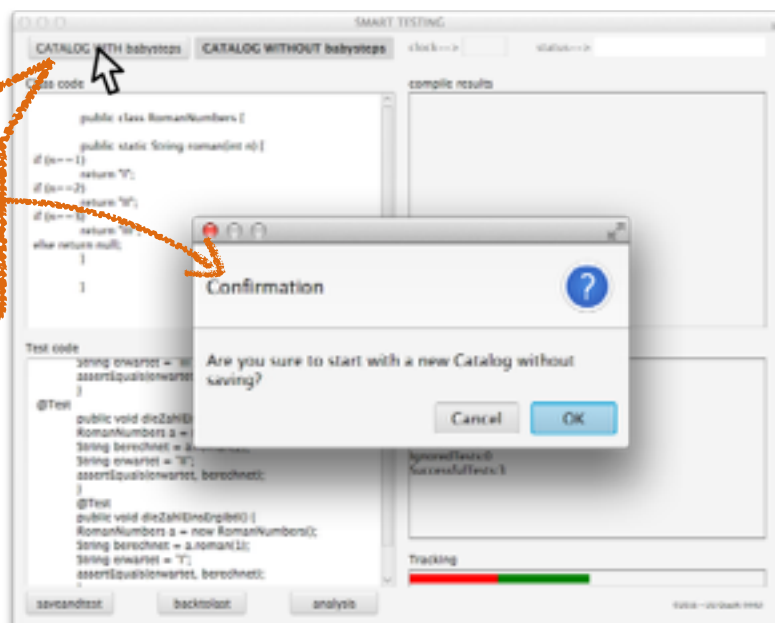 SMART TESTING
CATALOG WITH babysteps CATALOG WITHOUT babysteps clock---> status--->
Class code
compile results
public class RomanNumbers {
public static String roman(int n) {
if (n==1)
return "I";
if (n==2)
return "II";
return "III";
else return null;
}
}
Confirmation
Are you sure to start with a new Catalog without
saving?
Cancel OK
Test code
String erwartet =
assertEquals(erwartet
}
@Test
public void dieZahl
RomanNumbers a =
String berechnet =
String erwartet = "II";
assertEquals(erwartet, berechnet);
}
@Test
public void dieZahlEinsErgibtI() {
RomanNumbers a = new RomanNumbers();
String berechnet = a.roman(1);
String erwartet = "I";
assertEquals(erwartet, berechnet);
IgnoredTests:0
SuccessfulTests:3
Tracking
saveandtest backtolast analysis